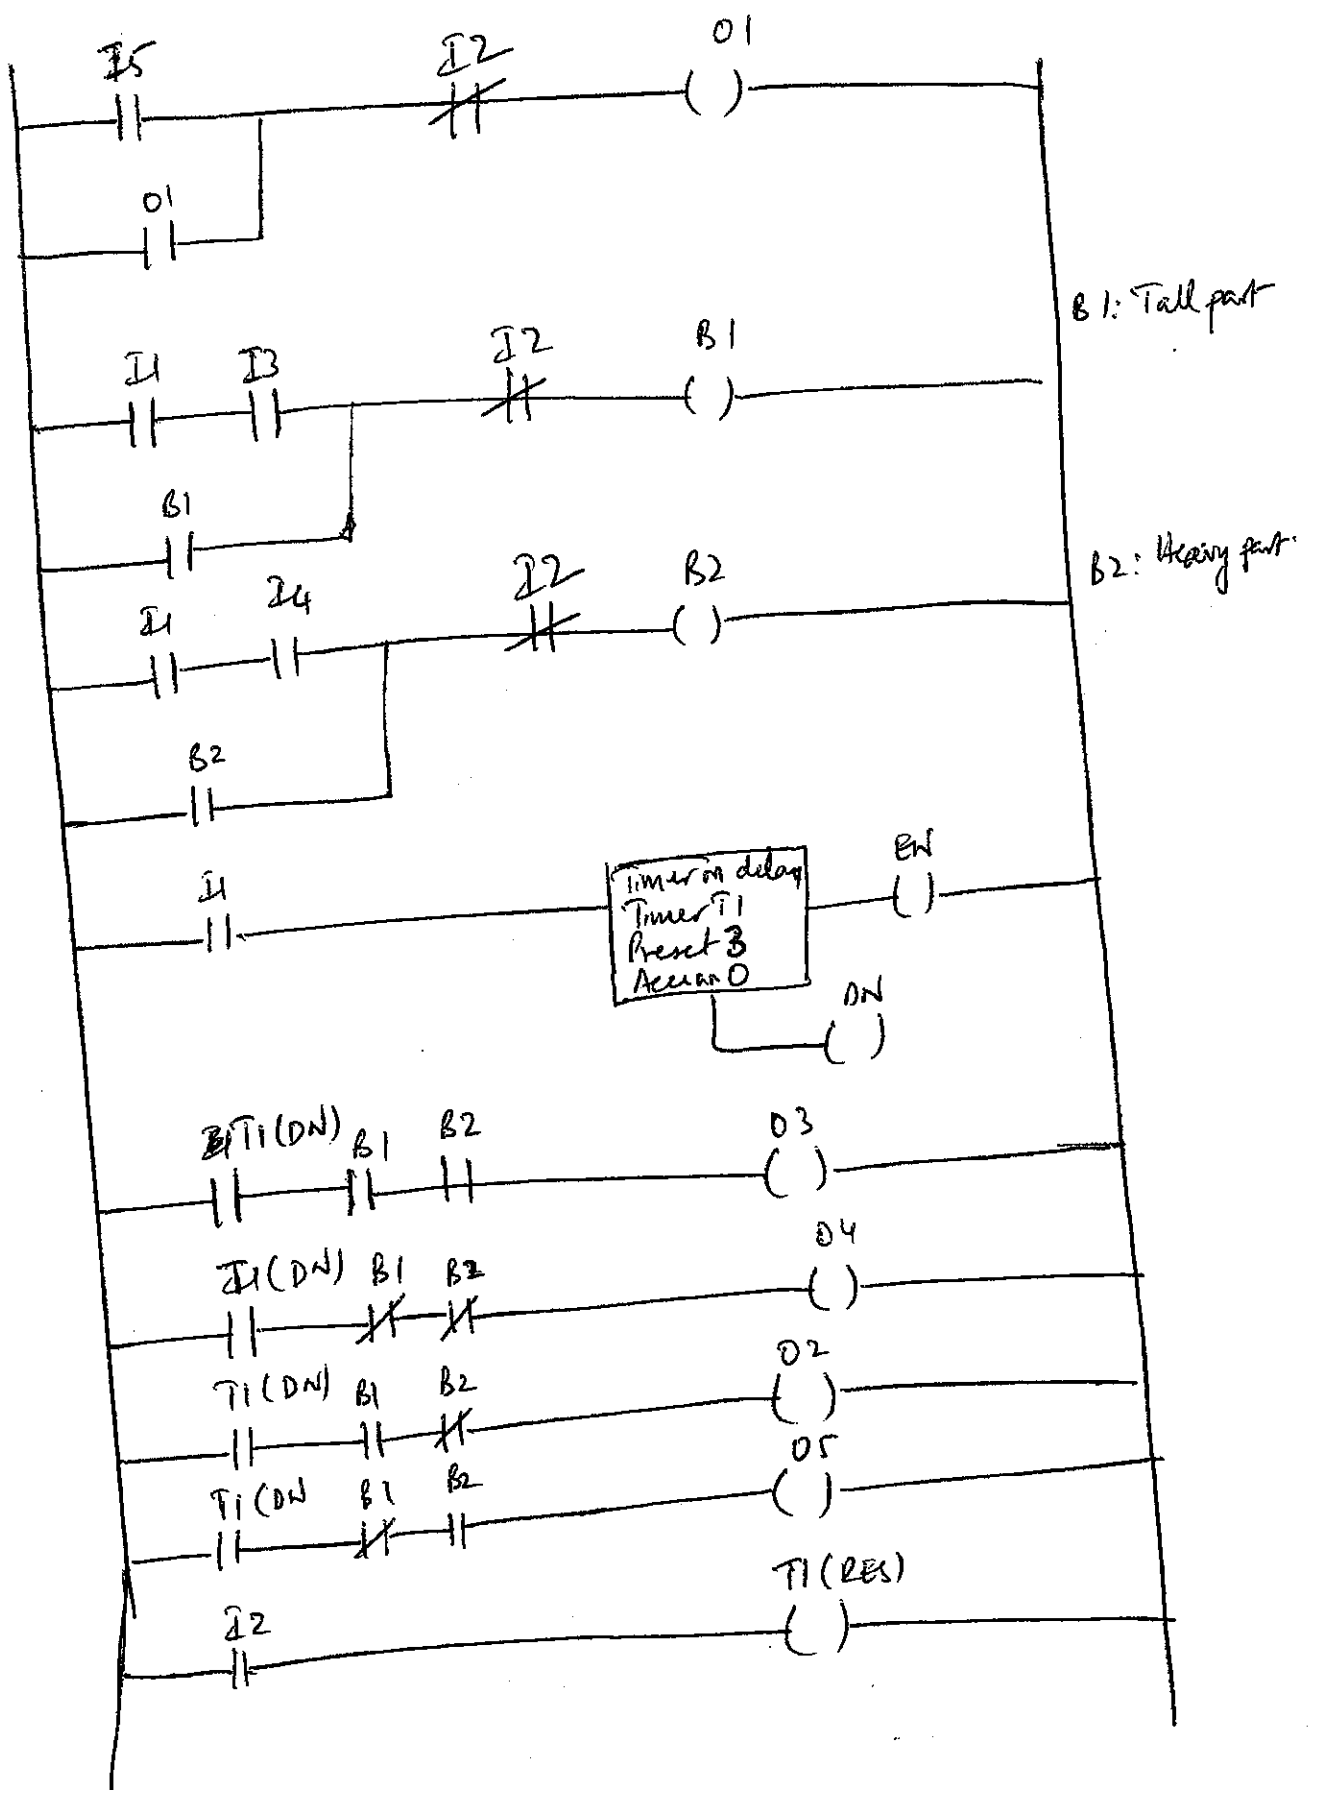 I5 I2 O1
O1
B1: Tall part
I1 I3 I2 B1
B1
B2: Heavy part
I1 I4 I2 B2
B2
I1 EN
Timer on delay
Timer T1
Preset 3
Accum 0
DN
T1(DN) B1 B2 O3
I1(DN) B1 B2 O4
T1(DN) B1 B2 O2
T1(DN B1 B2 O5
I2 T1(RES)